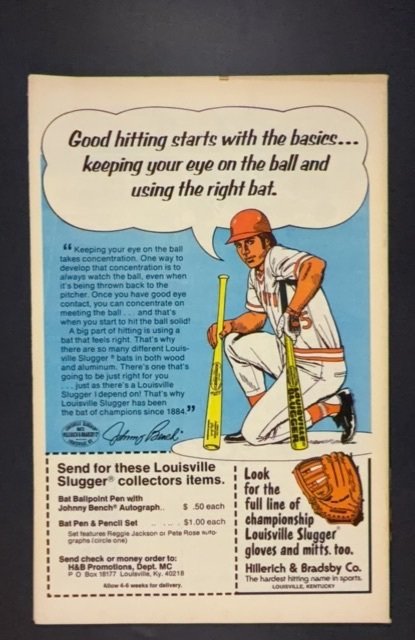 Good hitting starts with the basics...
keeping your eye on the ball and
using the right bat.
“Keeping your eye on the ball
takes concentration. One way to
develop that concentration is to
always watch the ball, even when
it's being thrown back to the
pitcher. Once you have good eye
contact, you can concentrate on
meeting the ball . . . and that's
when you start to hit the ball solid!
A big part of hitting is using a
bat that feels right. That's why
there are so many different Louis-
ville Slugger® bats in both wood
and aluminum. There's one that's
going to be just right for you
. . . just as there's a Louisville
Slugger I depend on! That's why
Louisville Slugger has been
the bat of champions since 1884.”
Johnny Bench
5
Send for these Louisville
Slugger® collectors items.
Bat Ballpoint Pen with
Johnny Bench® Autograph.. $ .50 each
Bat Pen & Pencil Set .. .... . $1.00 each
Set features Reggie Jackson or Pete Rose auto-
graphs (circle one)
Send check or money order to:
H&B Promotions, Dept. MC
P O Box 18177 Louisville, Ky. 40218
Allow 4-6 weeks for delivery.
Look
for the
full line of
championship
Louisville Slugger®
gloves and mitts, too.
Hillerich & Bradsby Co.
The hardest hitting name in sports.
LOUISVILLE, KENTUCKY